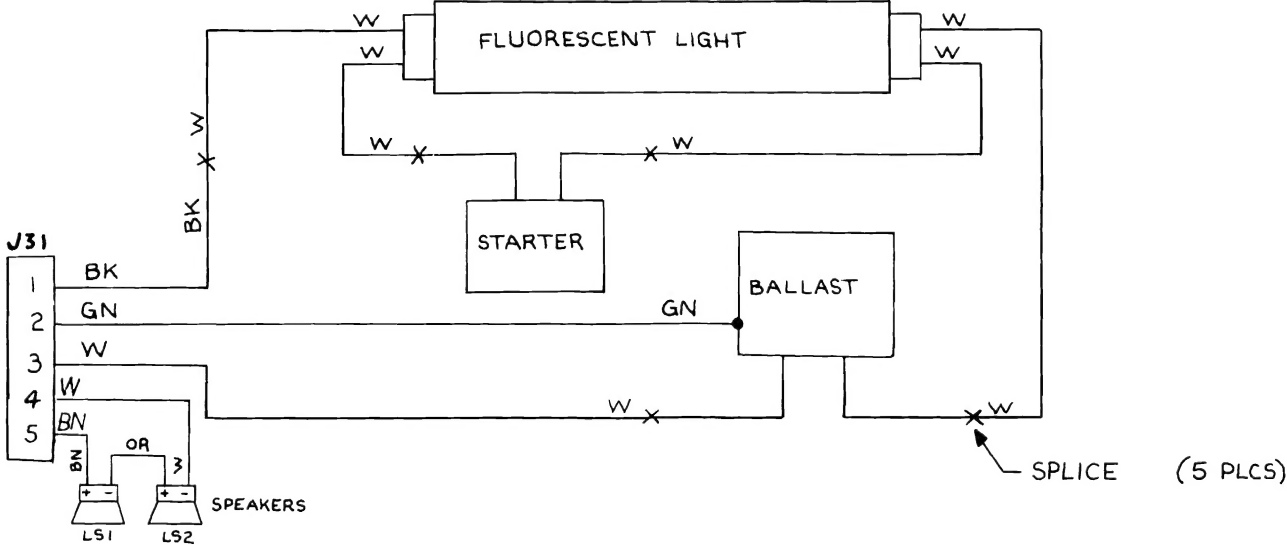 W
FLUORESCENT LIGHT
W
W
W
W
W
W
BK
J31
1
BK
STARTER
BALLAST
2
GN
GN
3
W
4
W
W
W
5
BN
BN
OR
W
SPLICE (5 PLCS)
+ -
+ -
SPEAKERS
LS1
LS2